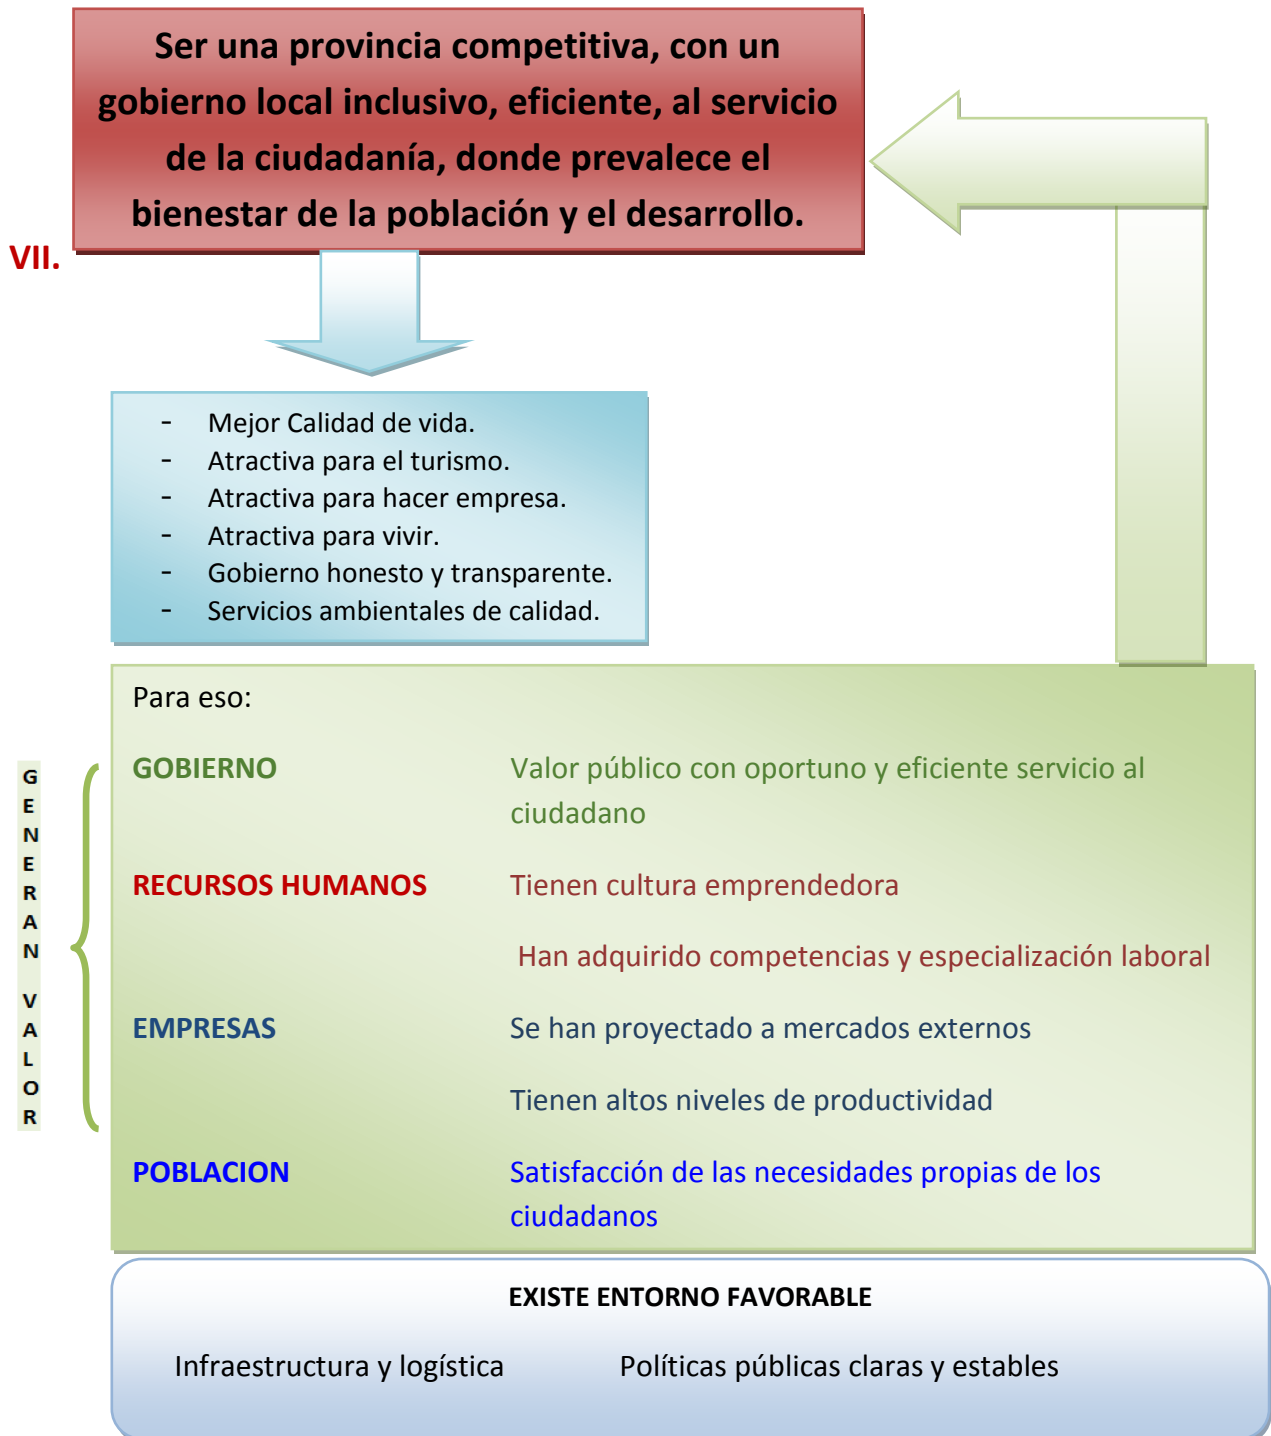 Ser una provincia competitiva, con un
gobierno local inclusivo, eficiente, al servicio
de la ciudadanía, donde prevalece el
bienestar de la población y el desarrollo.
VII.
- Mejor Calidad de vida.
- Atractiva para el turismo.
- Atractiva para hacer empresa.
- Atractiva para vivir.
- Gobierno honesto y transparente.
- Servicios ambientales de calidad.
Para eso:
GENERAN VALOR
GOBIERNO Valor público con oportuno y eficiente servicio al
ciudadano
RECURSOS HUMANOS Tienen cultura emprendedora
Han adquirido competencias y especialización laboral
EMPRESAS Se han proyectado a mercados externos
Tienen altos niveles de productividad
POBLACION Satisfacción de las necesidades propias de los
ciudadanos
EXISTE ENTORNO FAVORABLE
Infraestructura y logística Políticas públicas claras y estables